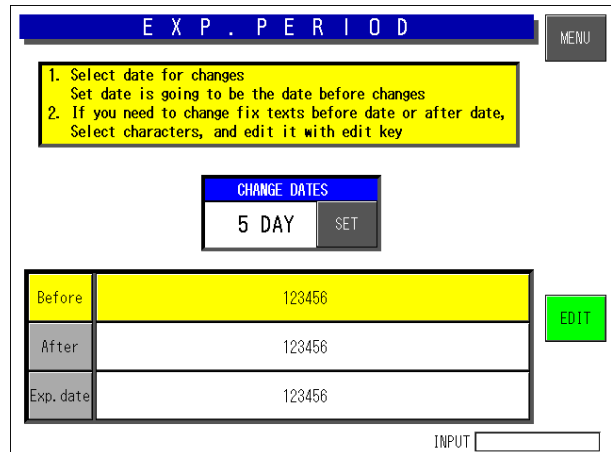 EXP. PERIOD
MENU
1. Select date for changes
Set date is going to be the date before changes
2. If you need to change fix texts before date or after date,
Select characters, and edit it with edit key
CHANGE DATES
5 DAY SET
Before 123456
EDIT
After 123456
Exp.date 123456
INPUT